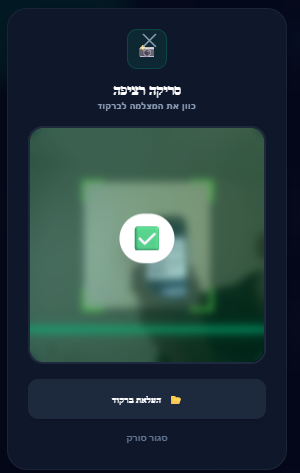 סריקה רציפה
כוון את המצלמה לברקוד
העלאת ברקוד
סגור סורק